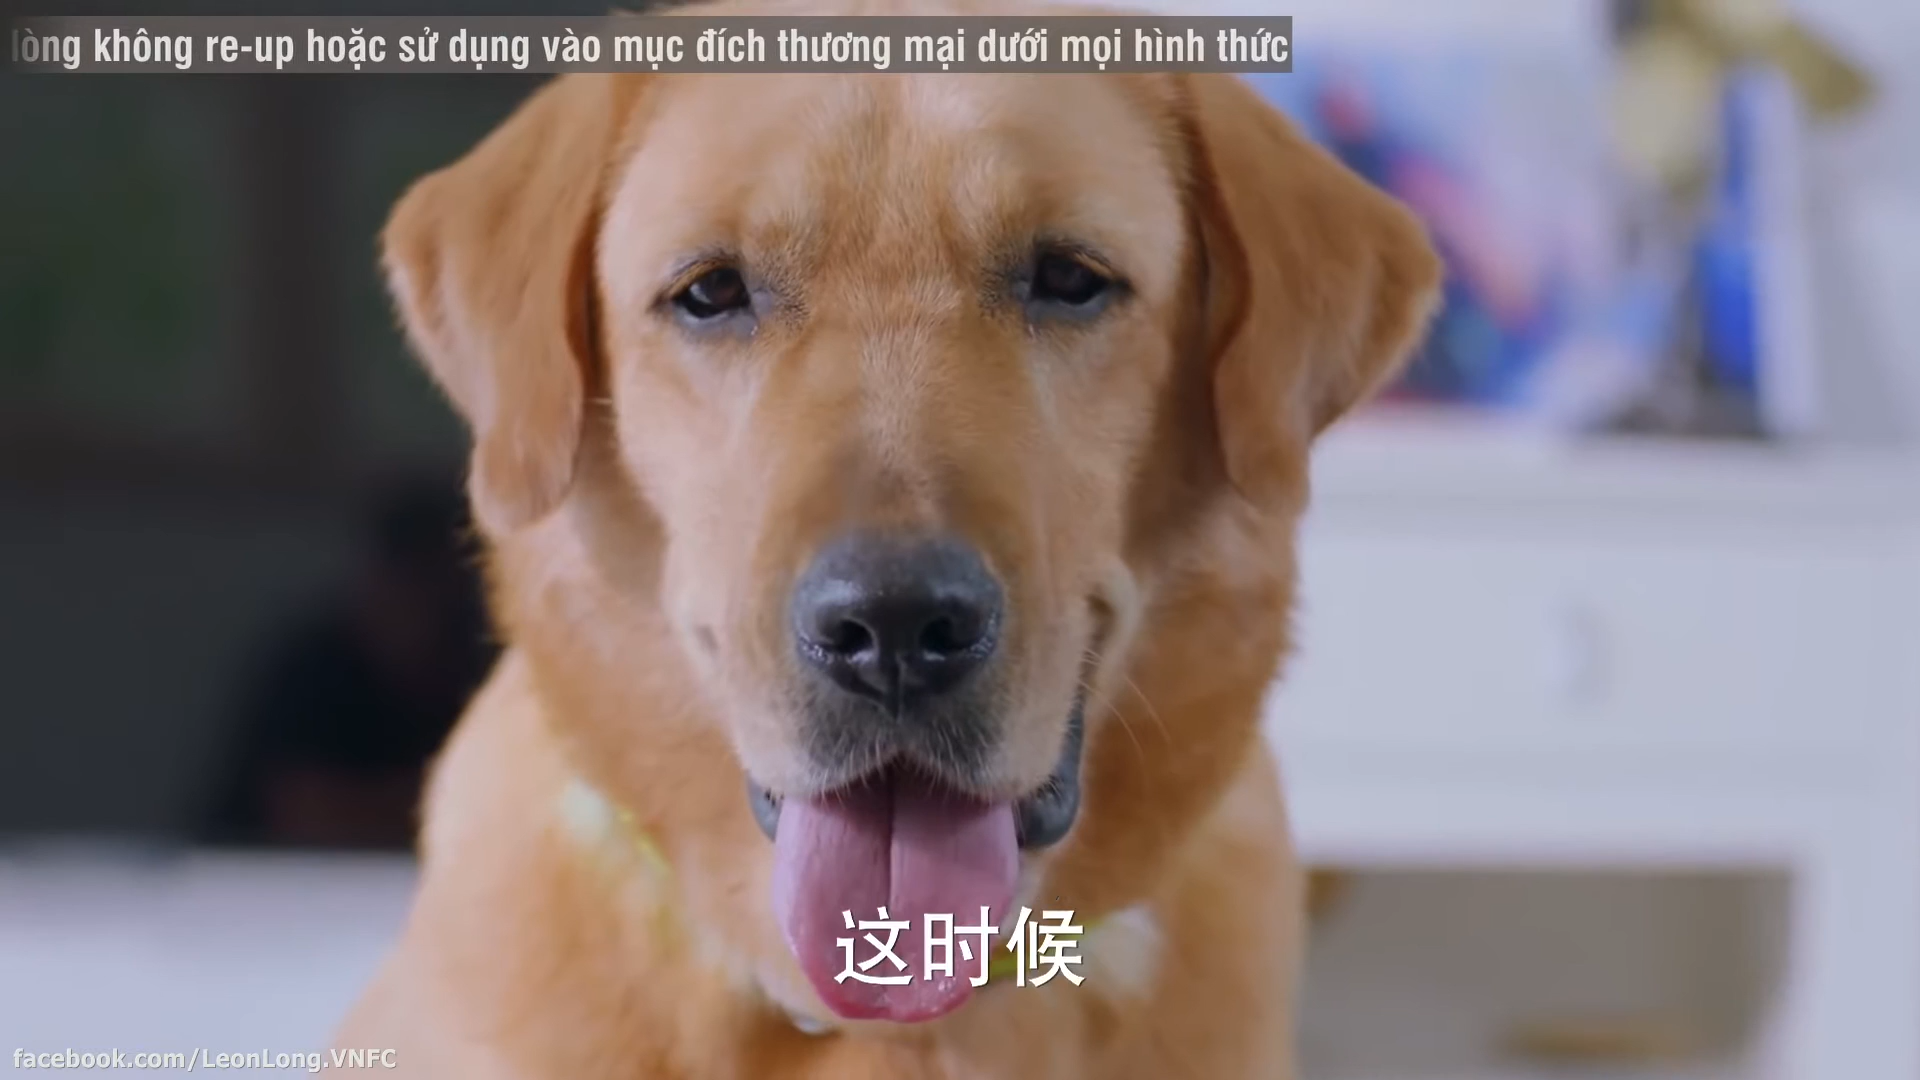 lòng không re-up hoặc sử dụng vào mục đích thương mại dưới mọi hình thức
这时候
facebook.com/LeonLong.VNFC